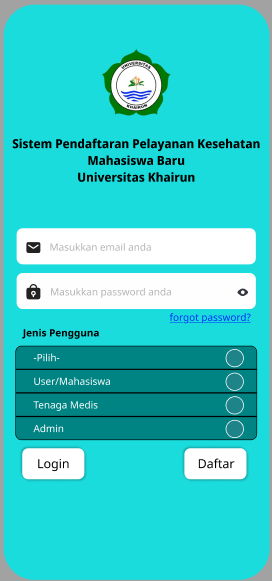 UNIVERSITAS
KHAIRUN
Sistem Pendaftaran Pelayanan Kesehatan
Mahasiswa Baru
Universitas Khairun
Masukkan email anda
Masukkan password anda
forgot password?
Jenis Pengguna
-Pilih-
User/Mahasiswa
Tenaga Medis
Admin
Login
Daftar